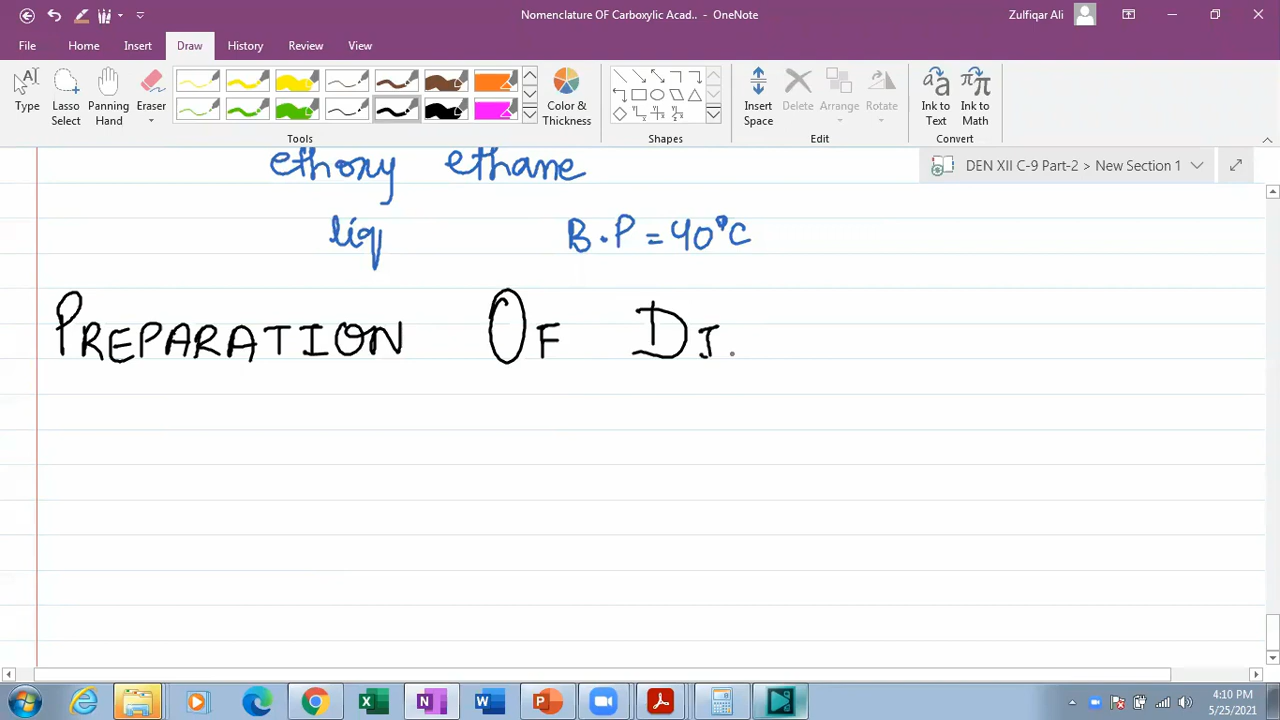 Nomenclature OF Carboxylic Acad.. - OneNote
Zulfiqar Ali
File Home Insert Draw History Review View
Type
Lasso Select
Panning Hand
Eraser
Color & Thickness
Insert Space
Delete
Arrange
Rotate
Ink to Text
Ink to Math
Tools
Shapes
Edit
Convert
DEN XII C-9 Part-2 > New Section 1
ethoxy ethane
liq B.P = 40°C
PREPARATION OF DI
4:10 PM
5/25/2021